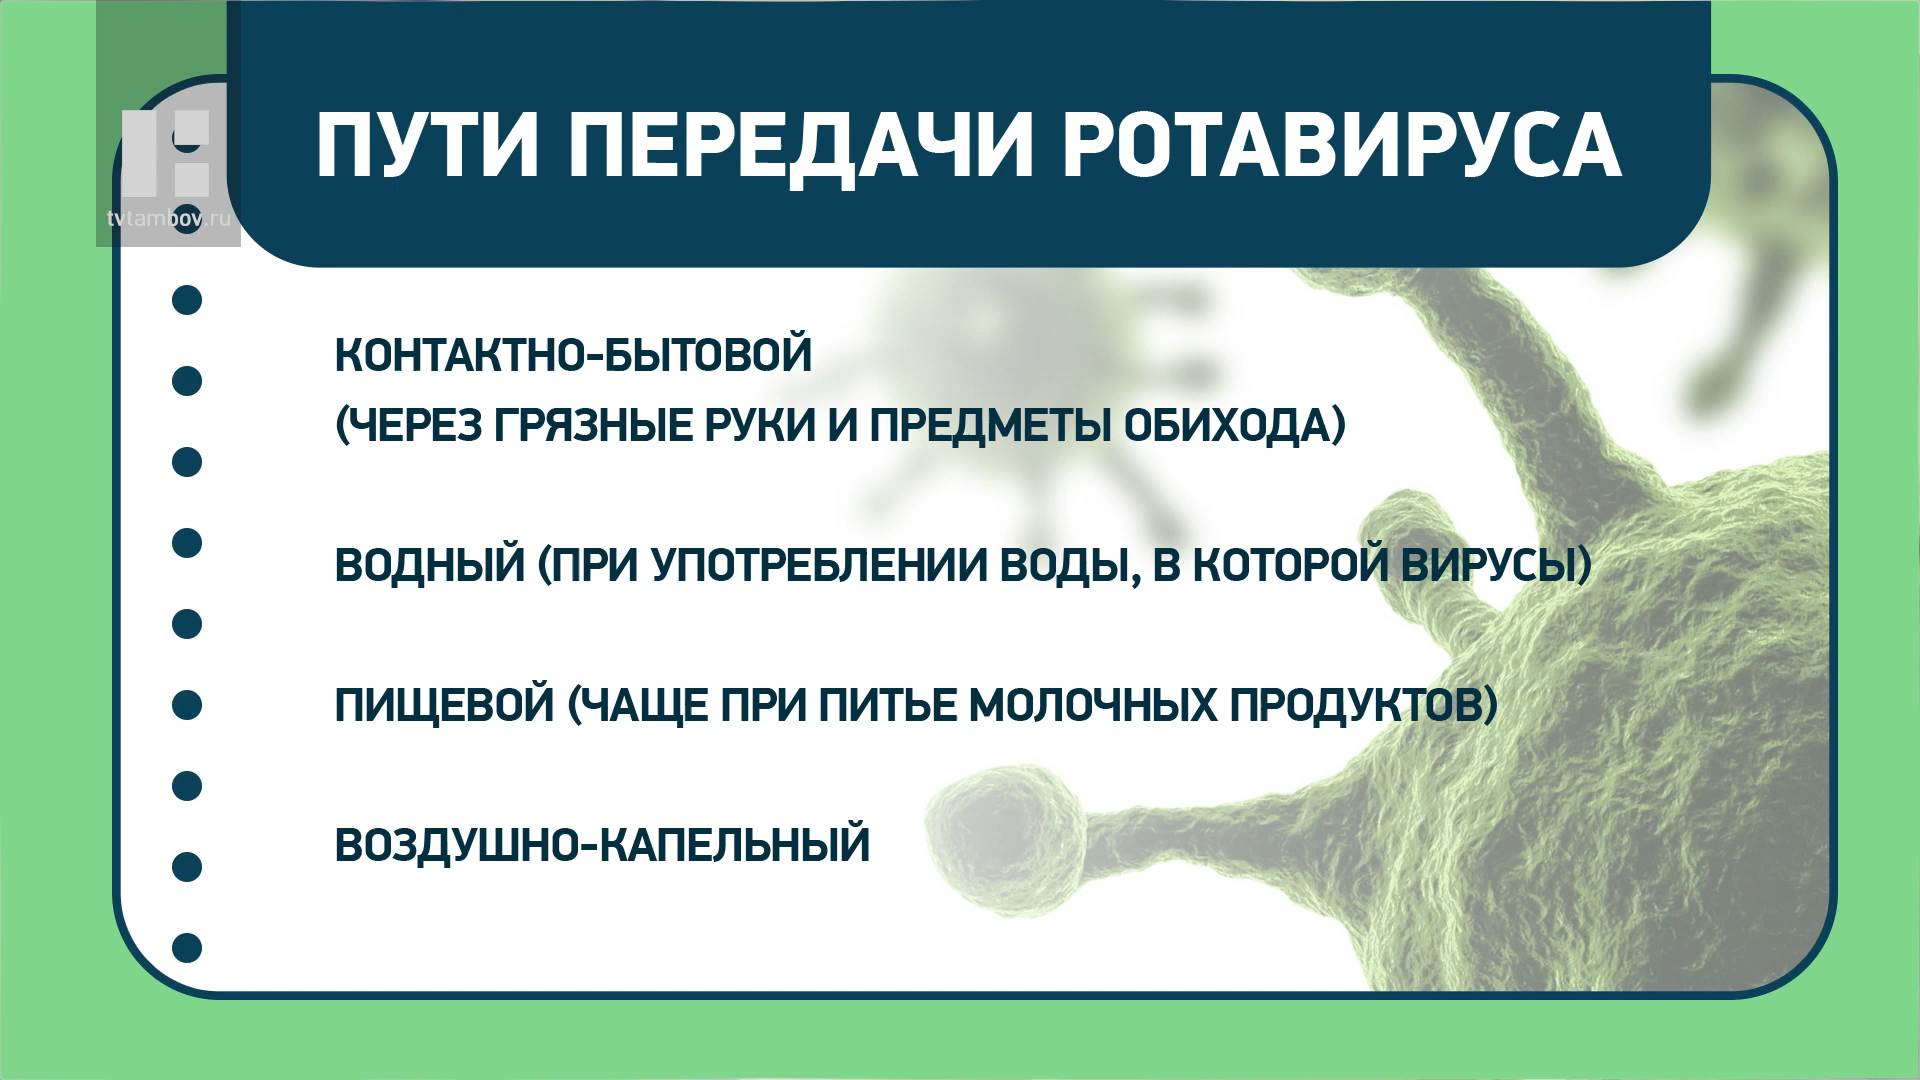 ПУТИ ПЕРЕДАЧИ РОТАВИРУСА
tvtambov.ru
КОНТАКТНО-БЫТОВОЙ
(ЧЕРЕЗ ГРЯЗНЫЕ РУКИ И ПРЕДМЕТЫ ОБИХОДА)
ВОДНЫЙ (ПРИ УПОТРЕБЛЕНИИ ВОДЫ, В КОТОРОЙ ВИРУСЫ)
ПИЩЕВОЙ (ЧАЩЕ ПРИ ПИТЬЕ МОЛОЧНЫХ ПРОДУКТОВ)
ВОЗДУШНО-КАПЕЛЬНЫЙ